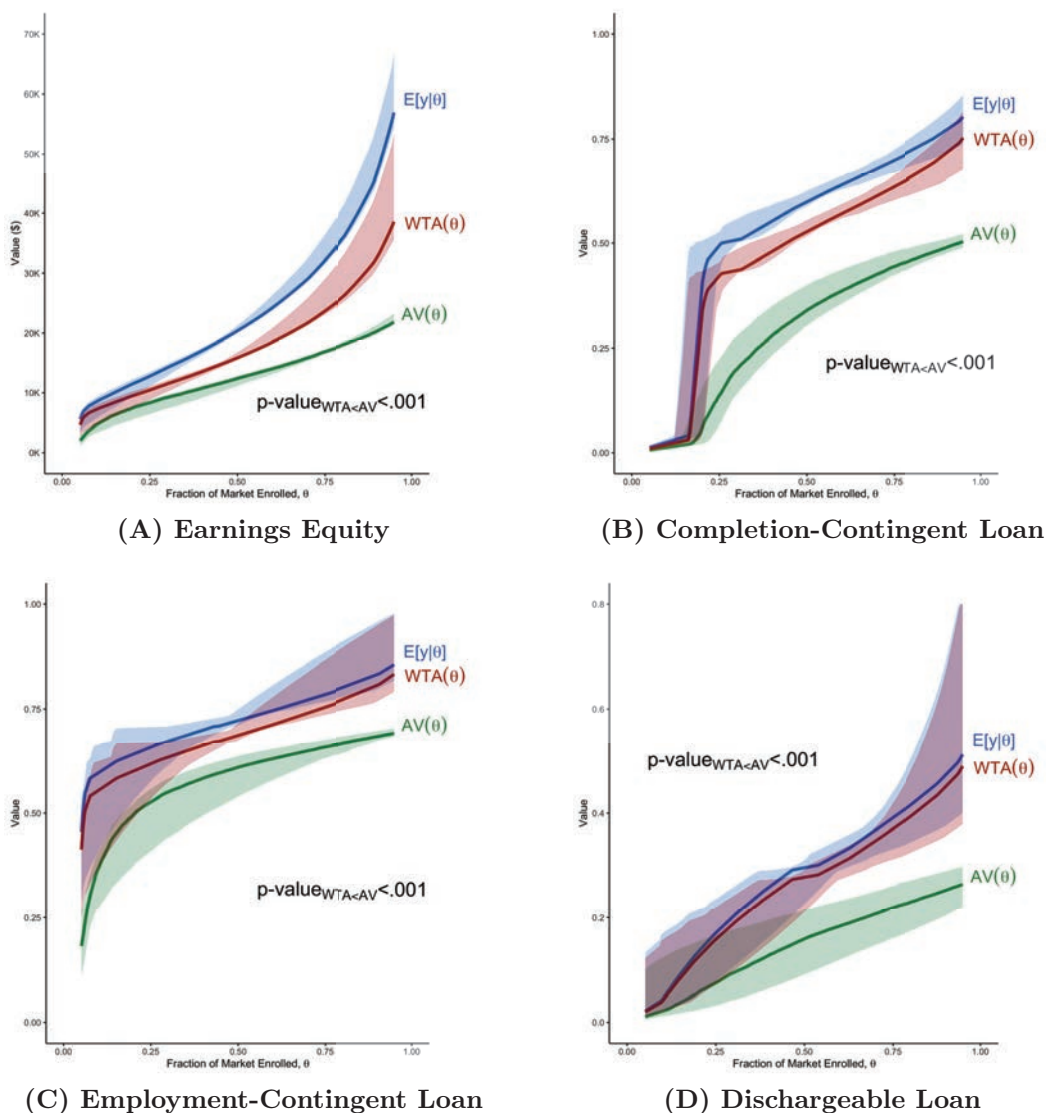 70K
60K
50K
40K
30K
20K
10K
0K
Value ($)
E[y|θ]
WTA(θ)
AV(θ)
p-value_WTA<AV<.001
0.00 0.25 0.50 0.75 1.00
Fraction of Market Enrolled, θ
(A) Earnings Equity
1.00
0.75
0.50
0.25
0.00
Value
E[y|θ]
WTA(θ)
AV(θ)
p-value_WTA<AV<.001
0.00 0.25 0.50 0.75 1.00
Fraction of Market Enrolled, θ
(B) Completion-Contingent Loan
1.00
0.75
0.50
0.25
0.00
Value
E[y|θ]
WTA(θ)
AV(θ)
p-value_WTA<AV<.001
0.00 0.25 0.50 0.75 1.00
Fraction of Market Enrolled, θ
(C) Employment-Contingent Loan
0.8
0.6
0.4
0.2
0.0
Value
p-value_WTA<AV<.001
E[y|θ]
WTA(θ)
AV(θ)
0.00 0.25 0.50 0.75 1.00
Fraction of Market Enrolled, θ
(D) Dischargeable Loan